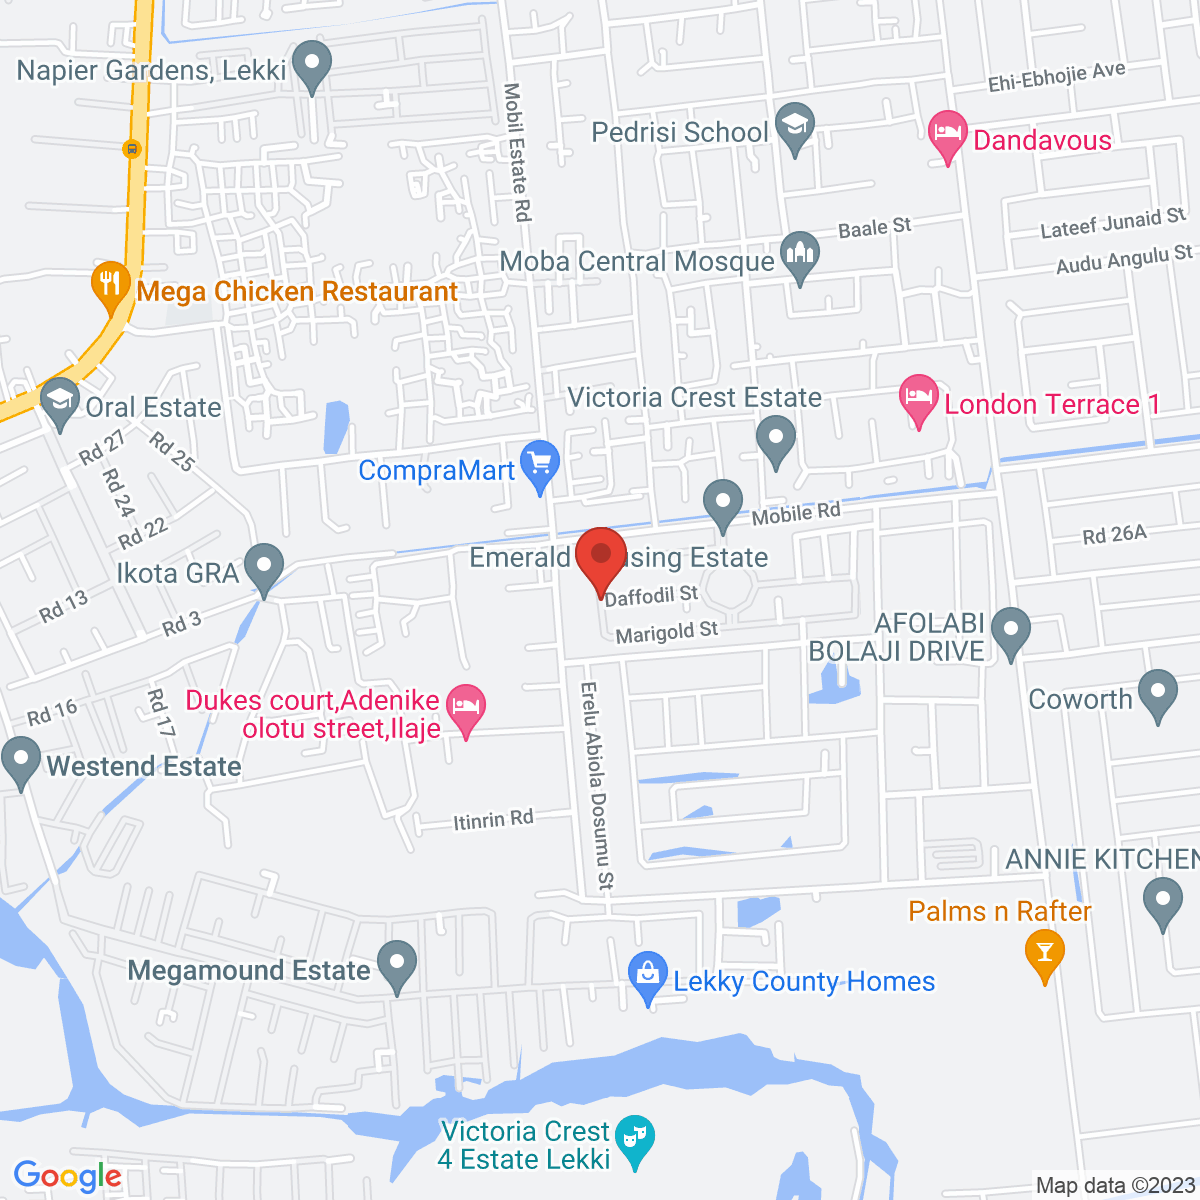 Napier Gardens, Lekki
Ehi-Ebhojie Ave
Mobil Estate Rd
Pedrisi School
Dandavous
Baale St
Lateef Junaid St
Moba Central Mosque
Audu Angulu St
Mega Chicken Restaurant
Oral Estate
Victoria Crest Estate
London Terrace 1
Rd 27
Rd 25
CompraMart
Rd 24
Mobile Rd
Rd 22
Rd 26A
Emerald
Estate
Ikota GRA
Daffodil St
Rd 13
Rd 3
Marigold St
AFOLABI
BOLAJI DRIVE
Dukes court,Adenike
olotu street,Ilaje
Coworth
Rd 16
Rd 17
Erelu Abiola Dosumu St
Westend Estate
Itinrin Rd
ANNIE KITCHEN
Palms n Rafter
Megamound Estate
Lekky County Homes
Victoria Crest
4 Estate Lekki
Google
Map data ©2023